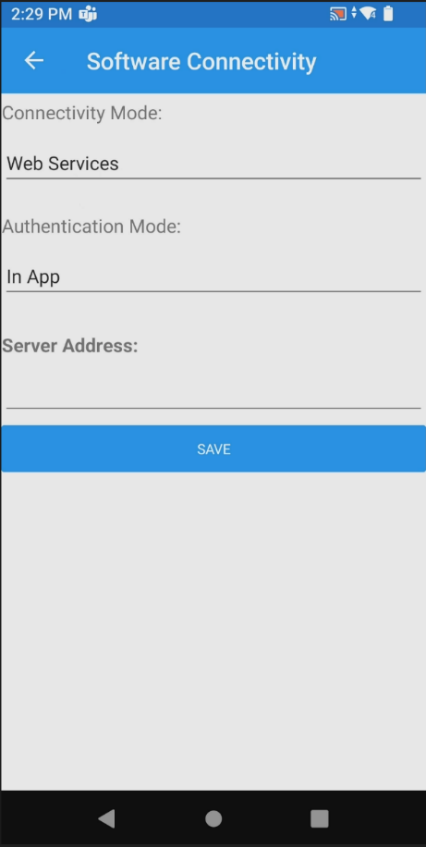 2:29 PM
Software Connectivity
Connectivity Mode:
Web Services
Authentication Mode:
In App
Server Address:
SAVE